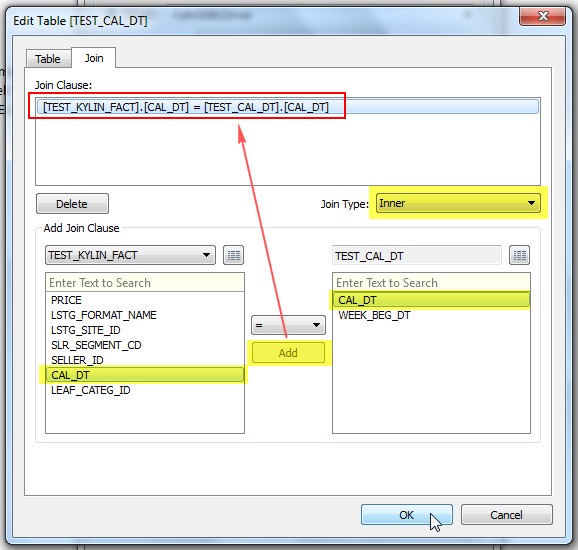 Edit Table [TEST_CAL_DT]
Table
Join
Join Clause:
[TEST_KYLIN_FACT].[CAL_DT] = [TEST_CAL_DT].[CAL_DT]
Delete
Join Type:
Inner
Add Join Clause
TEST_KYLIN_FACT
TEST_CAL_DT
Enter Text to Search
PRICE
LSTG_FORMAT_NAME
LSTG_SITE_ID
SLR_SEGMENT_CD
SELLER_ID
CAL_DT
LEAF_CATEG_ID
=
Add
Enter Text to Search
CAL_DT
WEEK_BEG_DT
OK
Cancel